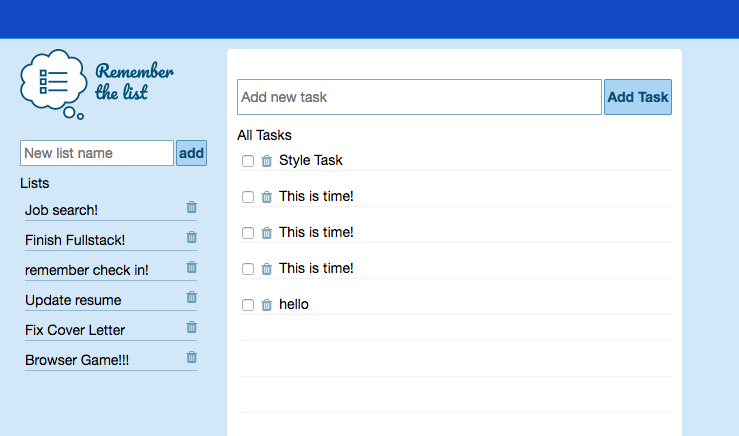 Remember
the list
New list name
add
Lists
Job search!
Finish Fullstack!
remember check in!
Update resume
Fix Cover Letter
Browser Game!!!
Add new task
Add Task
All Tasks
Style Task
This is time!
This is time!
This is time!
hello